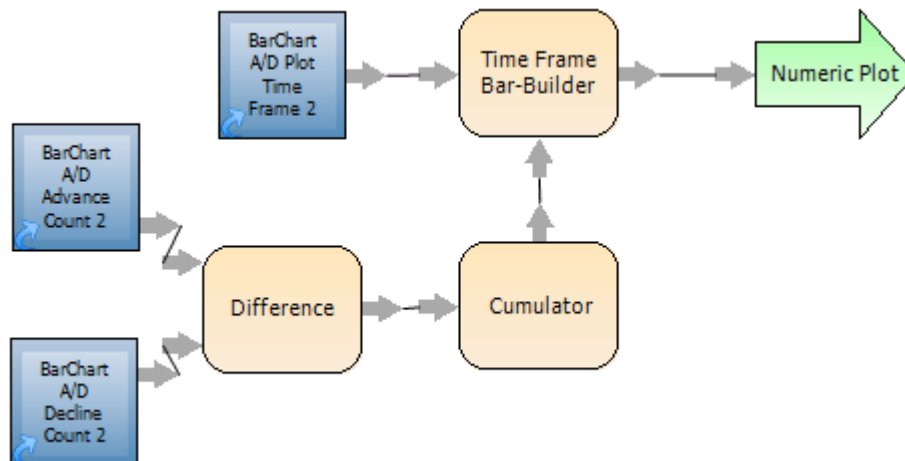 BarChart
A/D Plot
Time
Frame 2
Time Frame
Bar-Builder
Numeric Plot
BarChart
A/D
Advance
Count 2
Difference
Cumulator
BarChart
A/D
Decline
Count 2